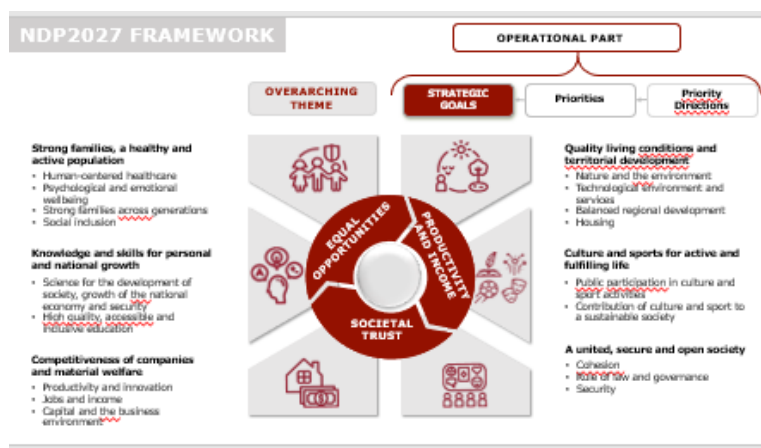 NDP2027 FRAMEWORK
OPERATIONAL PART
OVERARCHING
THEME
STRATEGIC
GOALS
Priorities
Priority
Directions
Strong families, a healthy and
active population
• Human-centered healthcare
• Psychological and emotional
wellbeing
• Strong families across generations
• Social inclusion
Knowledge and skills for personal
and national growth
• Science for the development of
society, growth of the national
economy and security
• High quality, accessible and
inclusive education
Competitiveness of companies
and material welfare
• Productivity and innovation
• Jobs and income
• Capital and the business
environment
EQUAL
OPPORTUNITIES
PRODUCTIVITY
AND INCOME
SOCIETAL
TRUST
Quality living conditions and
territorial development
• Nature and the environment
• Technological environment and
services
• Balanced regional development
• Housing
Culture and sports for active and
fulfilling life
• Public participation in culture and
sport activities
• Contribution of culture and sport to
a sustainable society
A united, secure and open society
• Cohesion
• Role of law and governance
• Security